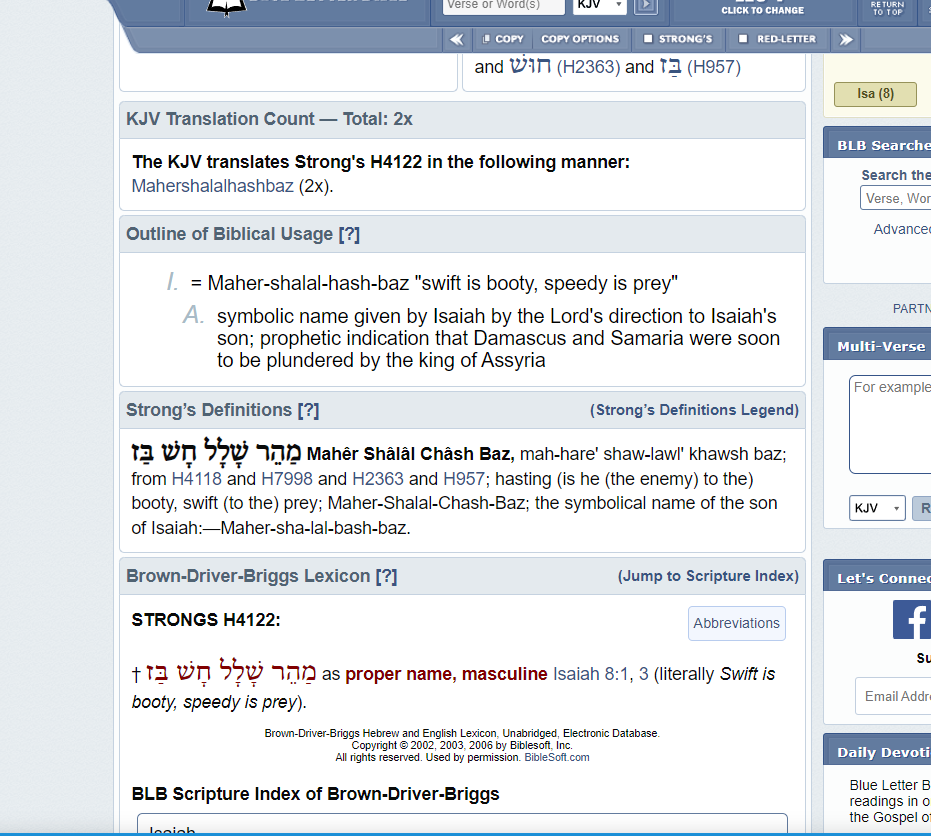 Verse or Word(s)
KJV
CLICK TO CHANGE
RETURN
TO TOP
COPY
COPY OPTIONS
STRONG'S
RED-LETTER
and חוּשׁ (H2363) and בַּז (H957)
KJV Translation Count — Total: 2x
The KJV translates Strong's H4122 in the following manner:
Mahershalalhashbaz (2x).
Outline of Biblical Usage [?]
I. = Maher-shalal-hash-baz "swift is booty, speedy is prey"
A. symbolic name given by Isaiah by the Lord's direction to Isaiah's
son; prophetic indication that Damascus and Samaria were soon
to be plundered by the king of Assyria
Strong’s Definitions [?]
(Strong’s Definitions Legend)
מַהֵר שָׁלָל חָשׁ בַּז Mahêr Shâlâl Châsh Baz, mah-hare' shaw-lawl' khawsh baz;
from H4118 and H7998 and H2363 and H957; hasting (is he (the enemy) to the)
booty, swift (to the) prey; Maher-Shalal-Chash-Baz; the symbolical name of the son
of Isaiah:—Maher-sha-lal-bash-baz.
Brown-Driver-Briggs Lexicon [?]
(Jump to Scripture Index)
STRONGS H4122:
Abbreviations
† מַהֵר שָׁלָל חָשׁ בַּז as proper name, masculine Isaiah 8:1, 3 (literally Swift is
booty, speedy is prey).
Brown-Driver-Briggs Hebrew and English Lexicon, Unabridged, Electronic Database.
Copyright © 2002, 2003, 2006 by Biblesoft, Inc.
All rights reserved. Used by permission. BibleSoft.com
BLB Scripture Index of Brown-Driver-Briggs
Isaiah
Isa (8)
BLB Searche
Search the
Verse, Wor
Advanced
PARTN
Multi-Verse
For example
KJV
R
Let's Connec
Su
Email Addre
Daily Devoti
Blue Letter B
readings in o
the Gospel of